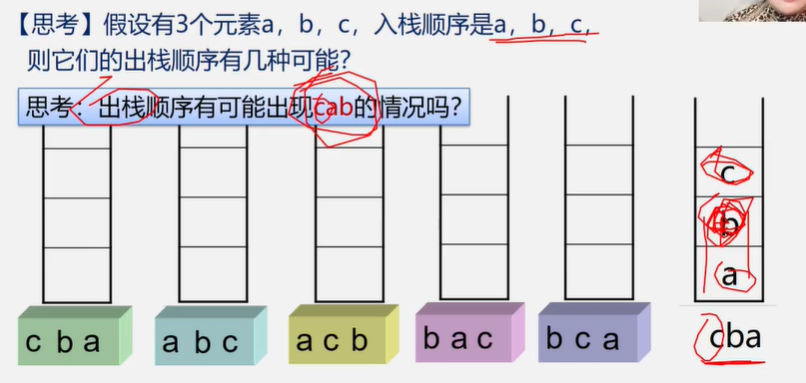 【思考】假设有3个元素a，b，c，入栈顺序是a，b，c，
则它们的出栈顺序有几种可能？
思考：出栈顺序有可能出现cab的情况吗？
c
b
a
c b a
a b c
a c b
b a c
b c a
cba